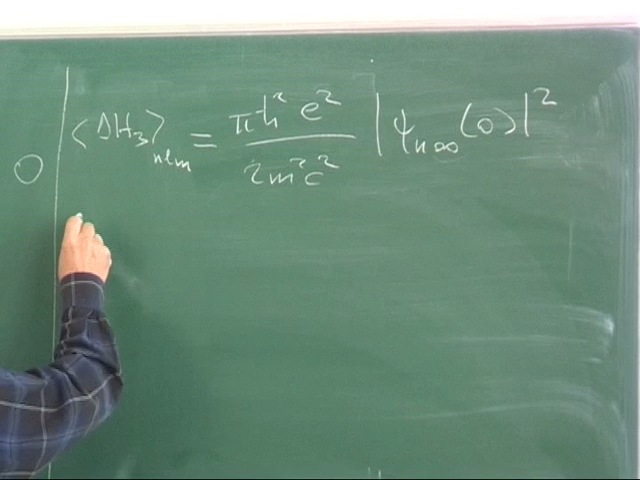 ⟨ΔH₃⟩ₙₗₘ = πħ²e² / 2m²c² |ψₙ₀₀(0)|²
O